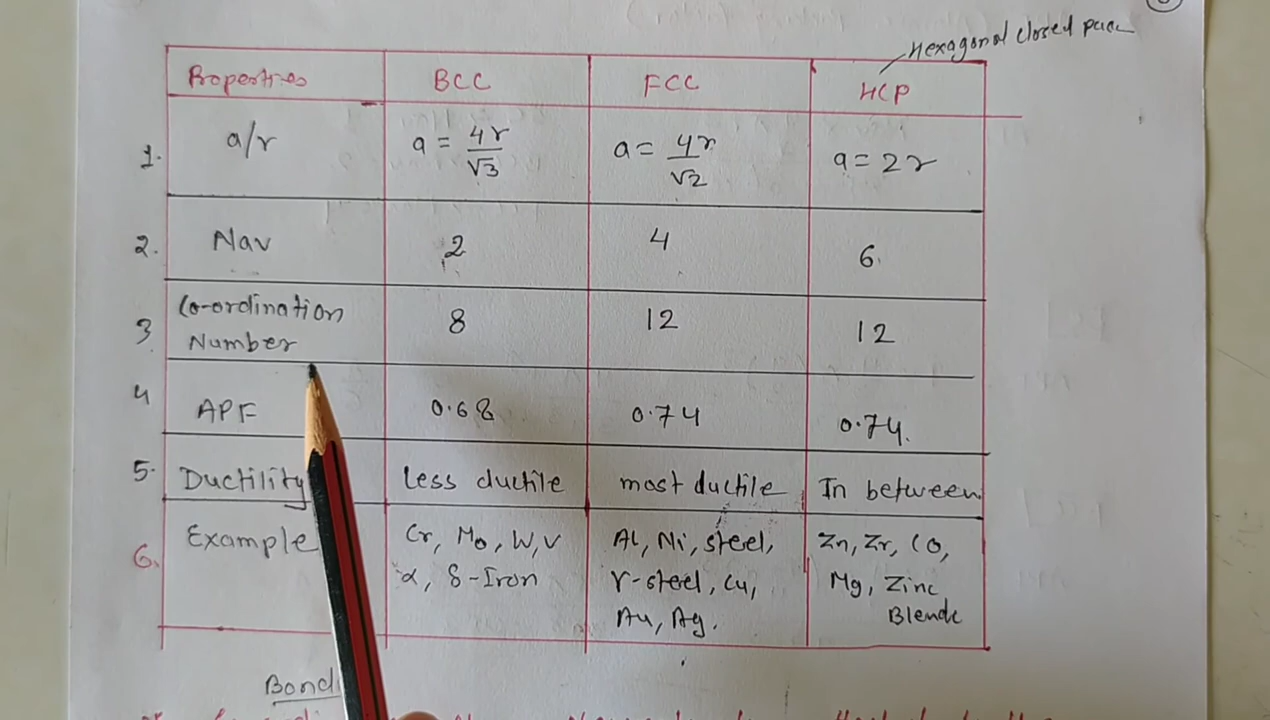 Hexagonal closed pack
Properties BCC FCC HCP
1. a/r a = 4r/√3 a = 4r/√2 a = 2r
2. Nav 2 4 6
3 Co-ordination Number 8 12 12
4 APF 0.68 0.74 0.74.
5. Ductility less ductile most ductile In between
6. Example Cr, Mo, W, V Al, Ni, steel, Zn, Zr, CO,
α, δ-Iron γ-steel, Cu, Mg, Zinc
Au, Ag. Blende
Bond